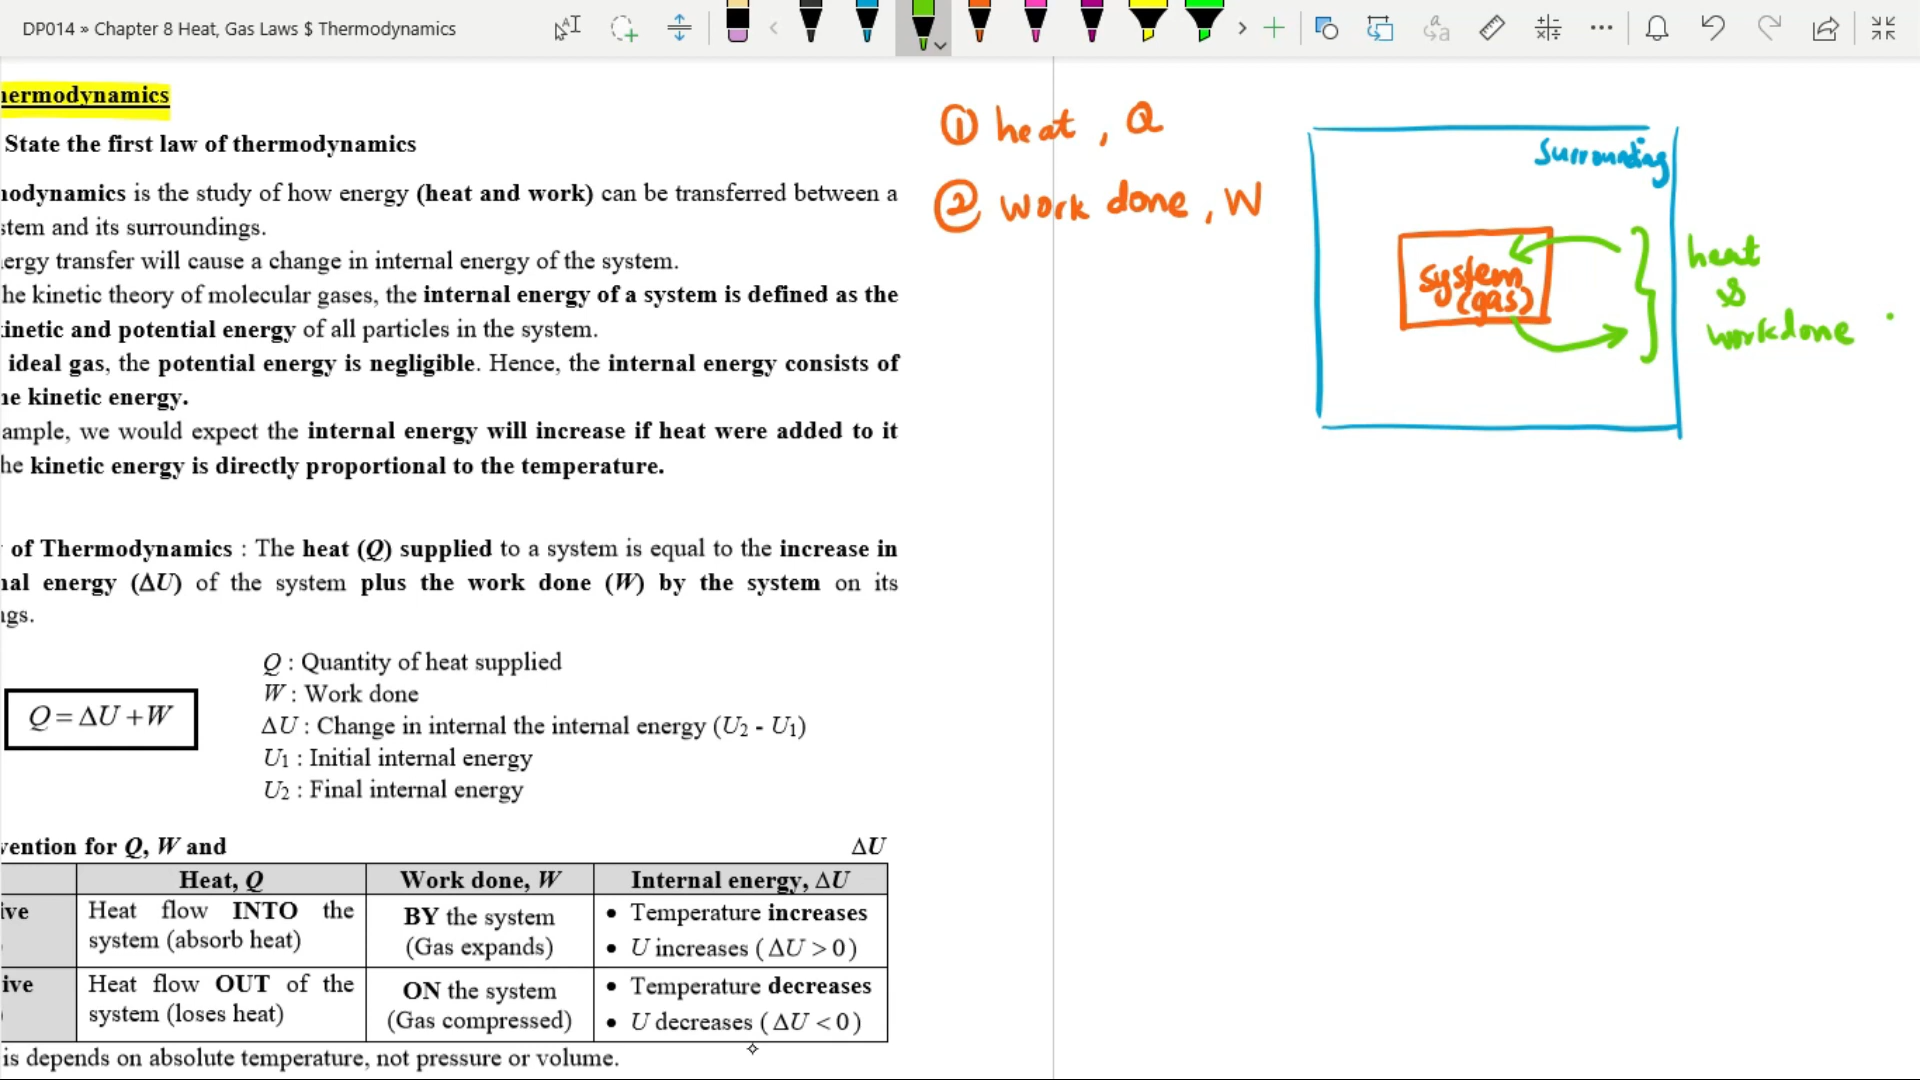 DP014 » Chapter 8 Heat, Gas Laws $ Thermodynamics
hermodynamics
State the first law of thermodynamics
nodynamics is the study of how energy (heat and work) can be transferred between a
stem and its surroundings.
ergy transfer will cause a change in internal energy of the system.
he kinetic theory of molecular gases, the internal energy of a system is defined as the
kinetic and potential energy of all particles in the system.
ideal gas, the potential energy is negligible. Hence, the internal energy consists of
he kinetic energy.
ample, we would expect the internal energy will increase if heat were added to it
he kinetic energy is directly proportional to the temperature.
of Thermodynamics : The heat (Q) supplied to a system is equal to the increase in
nal energy (ΔU) of the system plus the work done (W) by the system on its
ngs.
Q = ΔU + W
Q : Quantity of heat supplied
W : Work done
ΔU : Change in internal the internal energy (U2 - U1)
U1 : Initial internal energy
U2 : Final internal energy
vention for Q, W and ΔU
Heat, Q
Work done, W
Internal energy, ΔU
ive
Heat flow INTO the
system (absorb heat)
BY the system
(Gas expands)
• Temperature increases
• U increases (ΔU > 0)
ive
Heat flow OUT of the
system (loses heat)
ON the system
(Gas compressed)
• Temperature decreases
• U decreases (ΔU < 0)
is depends on absolute temperature, not pressure or volume.
① heat, Q
② work done, W
Surrounding
system
(gas)
heat
&
workdone